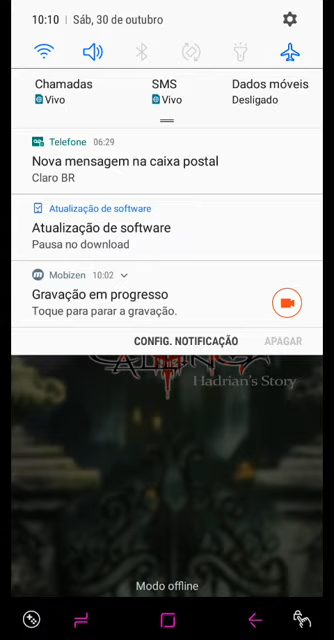 10:10 | Sáb, 30 de outubro
Chamadas
Vivo
SMS
Vivo
Dados móveis
Desligado
Telefone 06:29
Nova mensagem na caixa postal
Claro BR
Atualização de software
Atualização de software
Pausa no download
Mobizen 10:02
Gravação em progresso
Toque para parar a gravação.
CONFIG. NOTIFICAÇÃO APAGAR
Hadrian's Story
Modo offline